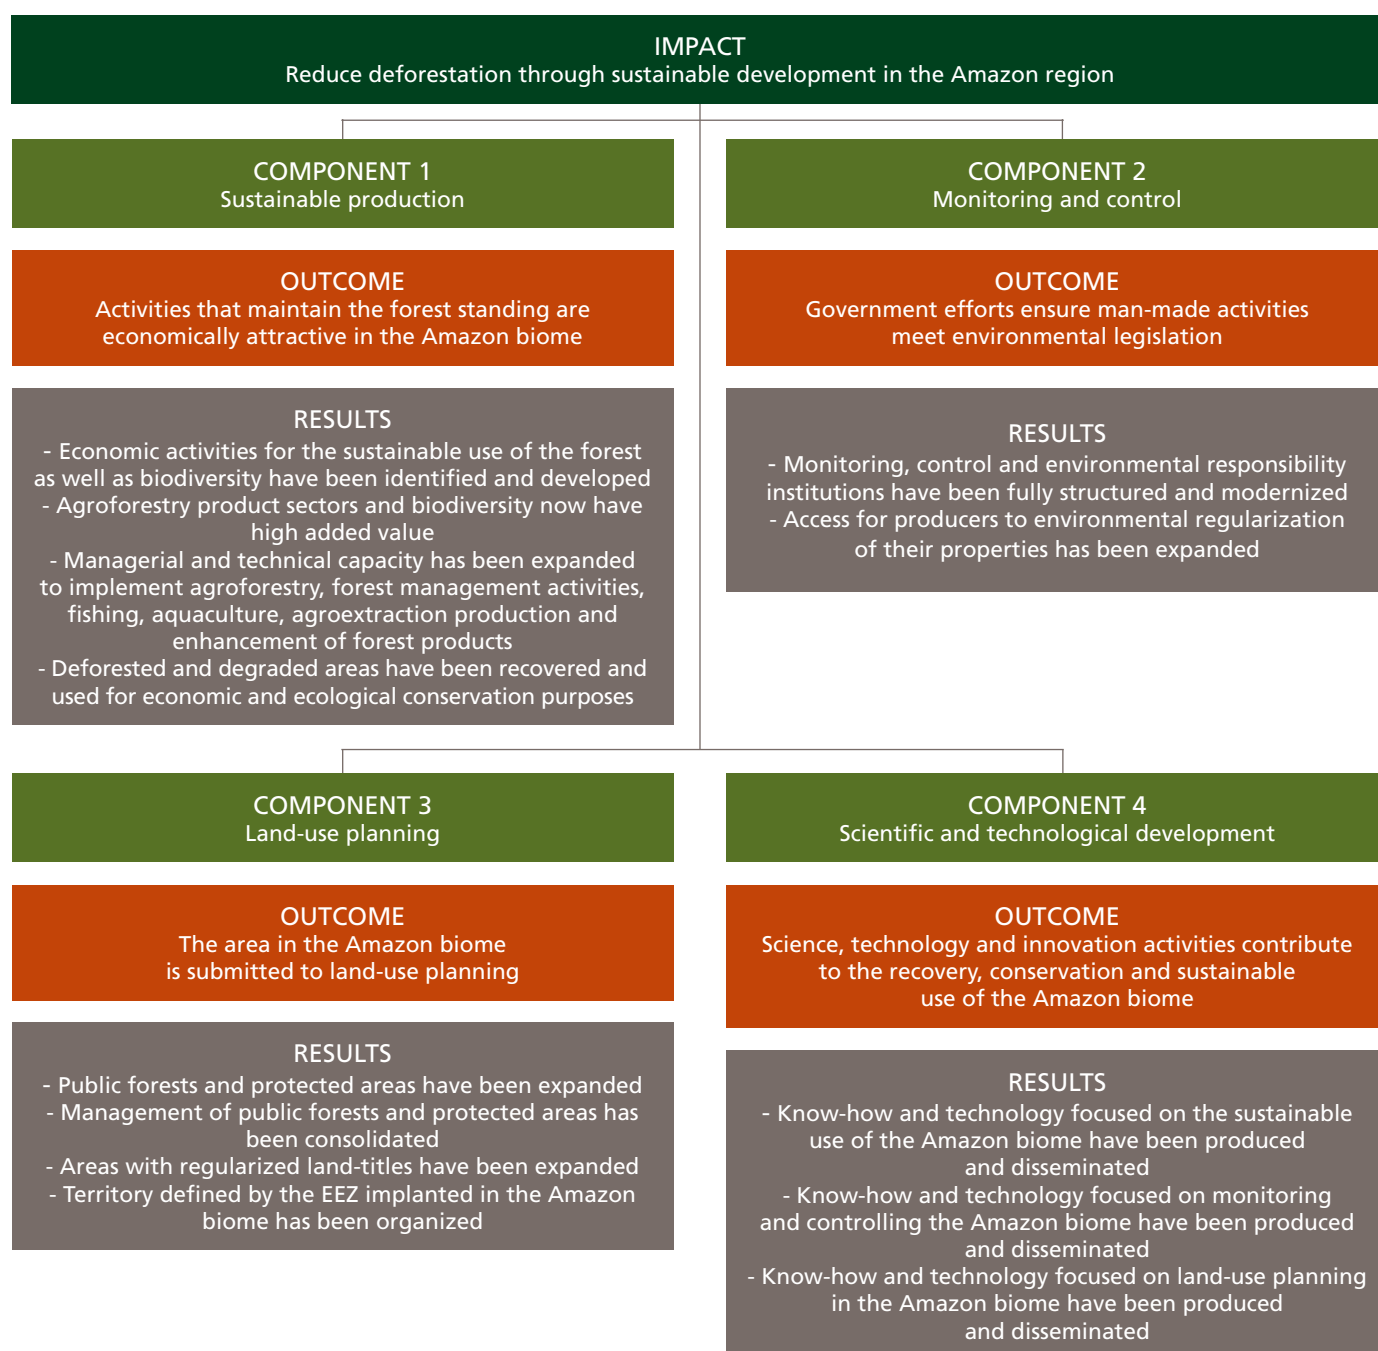 IMPACT
Reduce deforestation through sustainable development in the Amazon region
COMPONENT 1
Sustainable production
OUTCOME
Activities that maintain the forest standing are
economically attractive in the Amazon biome
RESULTS
- Economic activities for the sustainable use of the forest
as well as biodiversity have been identified and developed
- Agroforestry product sectors and biodiversity now have
high added value
- Managerial and technical capacity has been expanded
to implement agroforestry, forest management activities,
fishing, aquaculture, agroextraction production and
enhancement of forest products
- Deforested and degraded areas have been recovered and
used for economic and ecological conservation purposes
COMPONENT 2
Monitoring and control
OUTCOME
Government efforts ensure man-made activities
meet environmental legislation
RESULTS
- Monitoring, control and environmental responsibility
institutions have been fully structured and modernized
- Access for producers to environmental regularization
of their properties has been expanded
COMPONENT 3
Land-use planning
OUTCOME
The area in the Amazon biome
is submitted to land-use planning
RESULTS
- Public forests and protected areas have been expanded
- Management of public forests and protected areas has
been consolidated
- Areas with regularized land-titles have been expanded
- Territory defined by the EEZ implanted in the Amazon
biome has been organized
COMPONENT 4
Scientific and technological development
OUTCOME
Science, technology and innovation activities contribute
to the recovery, conservation and sustainable
use of the Amazon biome
RESULTS
- Know-how and technology focused on the sustainable
use of the Amazon biome have been produced
and disseminated
- Know-how and technology focused on monitoring
and controlling the Amazon biome have been produced
and disseminated
- Know-how and technology focused on land-use planning
in the Amazon biome have been produced
and disseminated